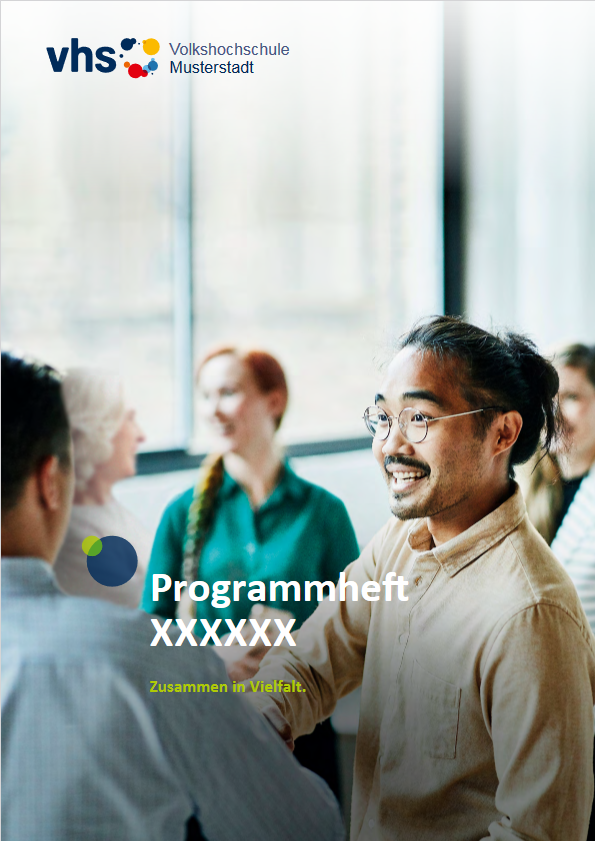 vhs
Volkshochschule
Musterstadt
Programmheft
XXXXXX
Zusammen in Vielfalt.